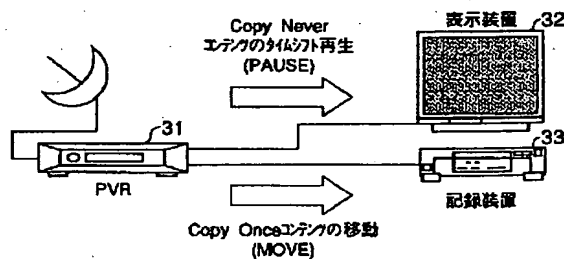 Copy Never
コンテンツのタイムシフト再生
(PAUSE)
表示装置
32
31
PVR
33
記録装置
Copy Onceコンテンツの移動
(MOVE)